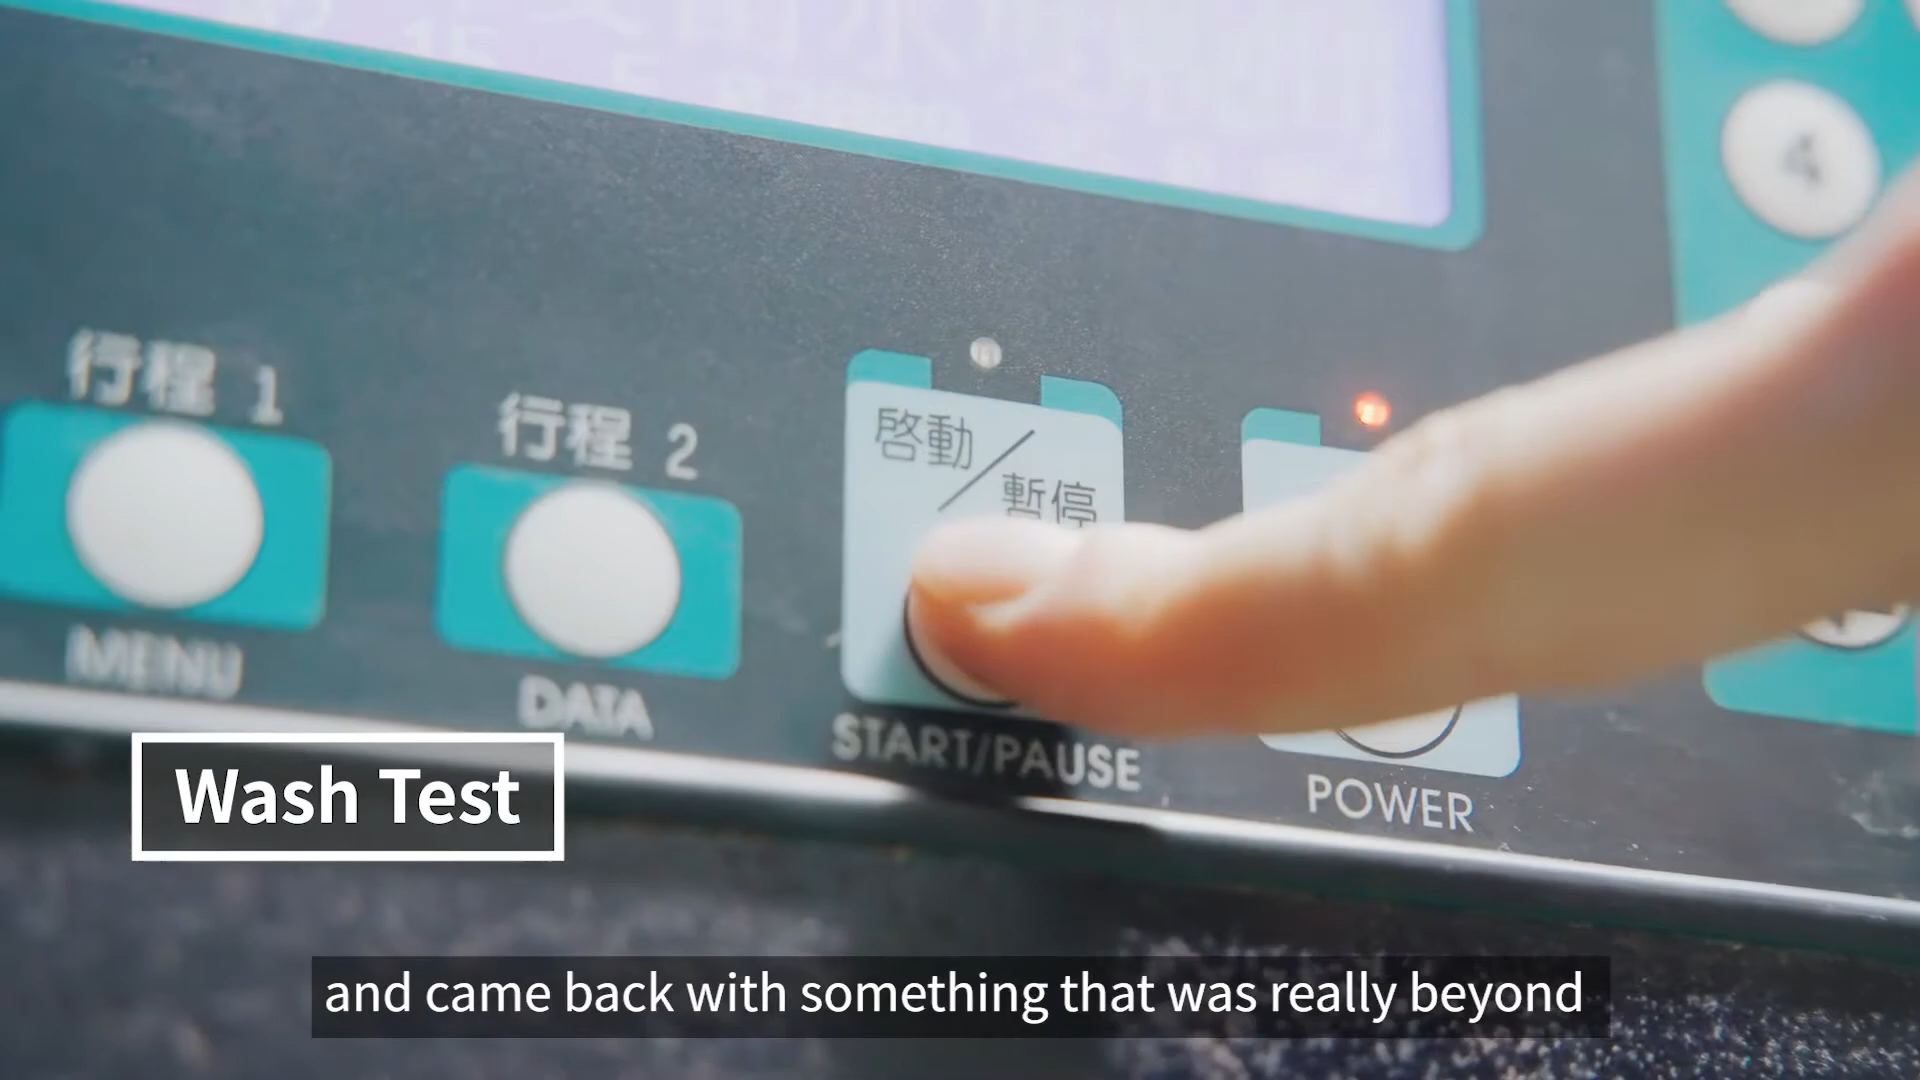 4
行程 1
行程 2
啓動／暫停
MENU
DATA
START/PAUSE
POWER
Wash Test
and came back with something that was really beyond